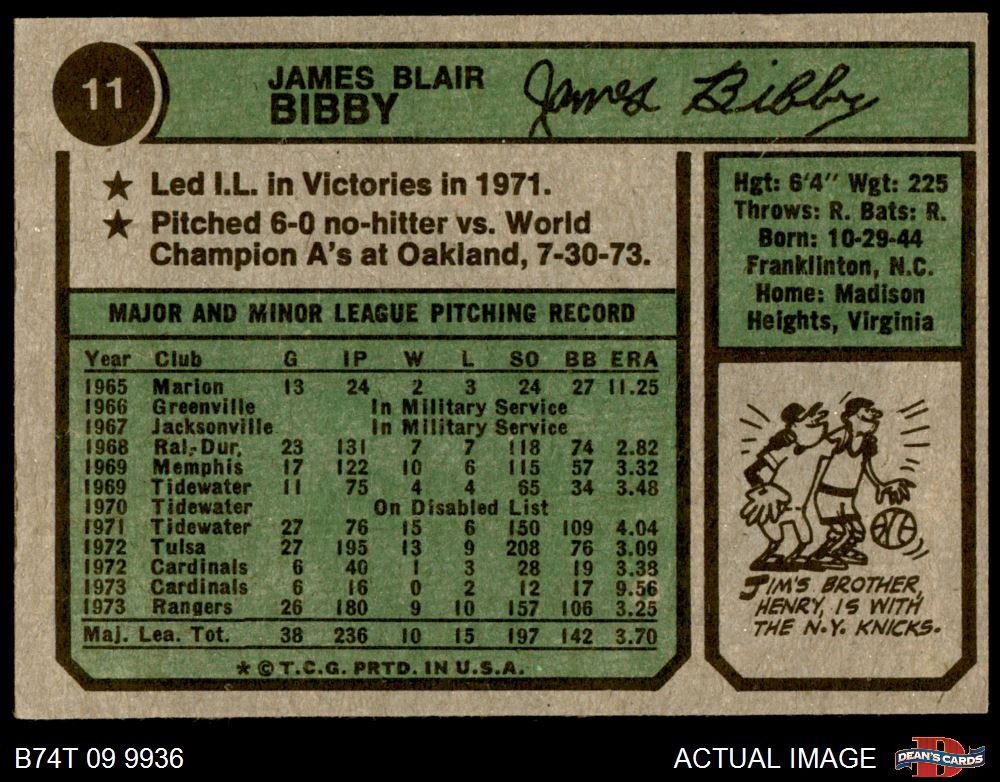 11
JAMES BLAIR
BIBBY
James Bibby
★ Led I.L. in Victories in 1971.
★ Pitched 6-0 no-hitter vs. World
Champion A's at Oakland, 7-30-73.
Hgt: 6'4" Wgt: 225
Throws: R. Bats: R.
Born: 10-29-44
Franklinton, N.C.
Home: Madison
Heights, Virginia
MAJOR AND MINOR LEAGUE PITCHING RECORD
Year Club G IP W L SO BB ERA
1965 Marion 13 24 2 3 24 27 11.25
1966 Greenville In Military Service
1967 Jacksonville In Military Service
1968 Ral.-Dur. 23 131 7 7 118 74 2.82
1969 Memphis 17 122 10 6 115 57 3.32
1969 Tidewater 11 75 4 4 65 34 3.48
1970 Tidewater On Disabled List
1971 Tidewater 27 76 15 6 150 109 4.04
1972 Tulsa 27 195 13 9 208 76 3.09
1972 Cardinals 6 40 1 3 28 19 3.38
1973 Cardinals 6 16 0 2 12 17 9.56
1973 Rangers 26 180 9 10 157 106 3.25
Maj. Lea. Tot. 38 236 10 15 197 142 3.70
★ © T.C.G. PRTD. IN U.S.A.
JIM'S BROTHER,
HENRY, IS WITH
THE N.Y. KNICKS.
B74T 09 9936
ACTUAL IMAGE
DEAN'S CARDS